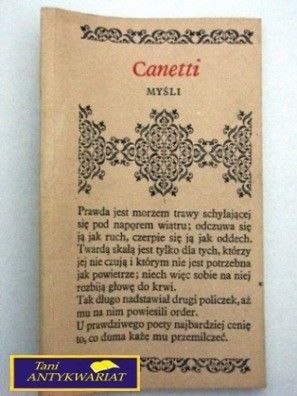 Canetti
MYŚLI
Prawda jest morzem trawy schylającej
się pod naporem wiatru; odczuwa się
ją jak ruch, czerpie się ją jak oddech.
Twardą skałą jest tylko dla tych, którzy
jej nie czują i którym nie jest potrzebna
jak powietrze; niech więc sobie na niej
rozbiją głowę do krwi.
Tak długo nadstawiał drugi policzek, aż
mu na nim powiesili order.
U prawdziwego poety najbardziej cenię
to, co duma każe mu przemilczeć.
Tani
ANTYKWARIAT